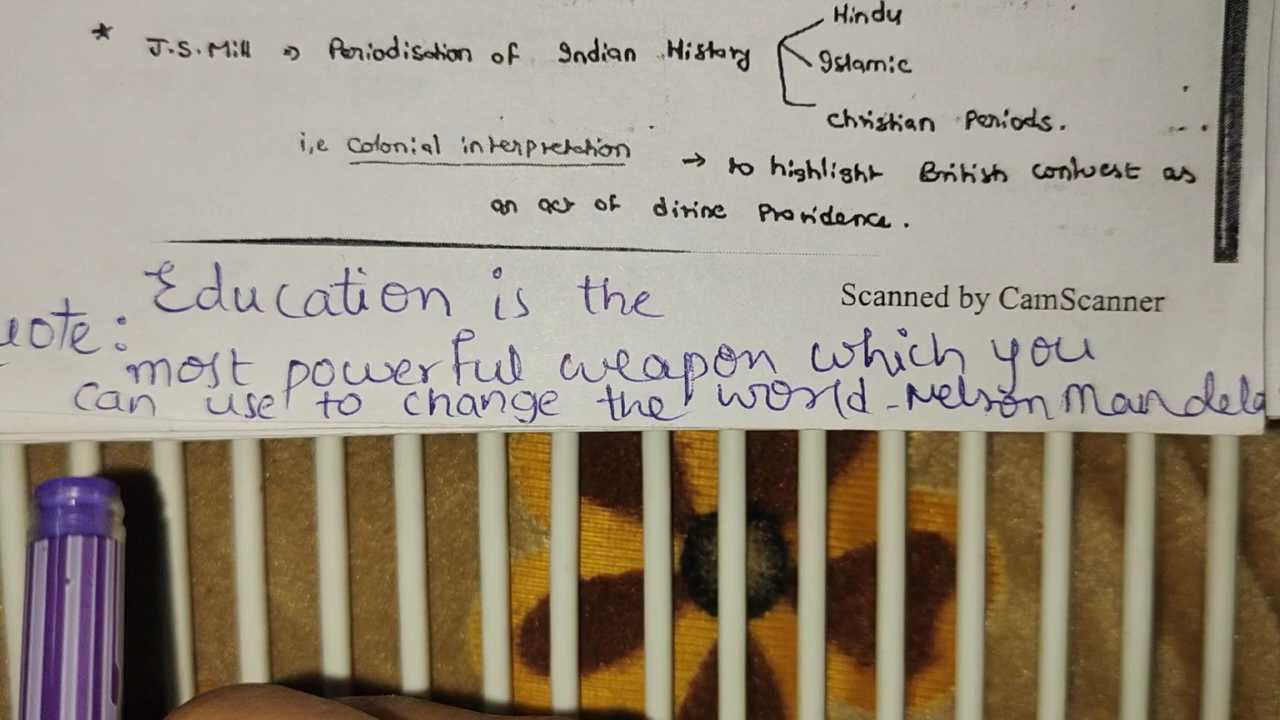 Hindu
* J.S. Mill => Periodisation of Indian History
Islamic
Christian Periods.
i,e colonial interpretation → to highlight British conquest as
an act of divine Providence.
Scanned by CamScanner
Education is the
uote:
most powerful weapon which you
can use to change the world - Nelson Mandela